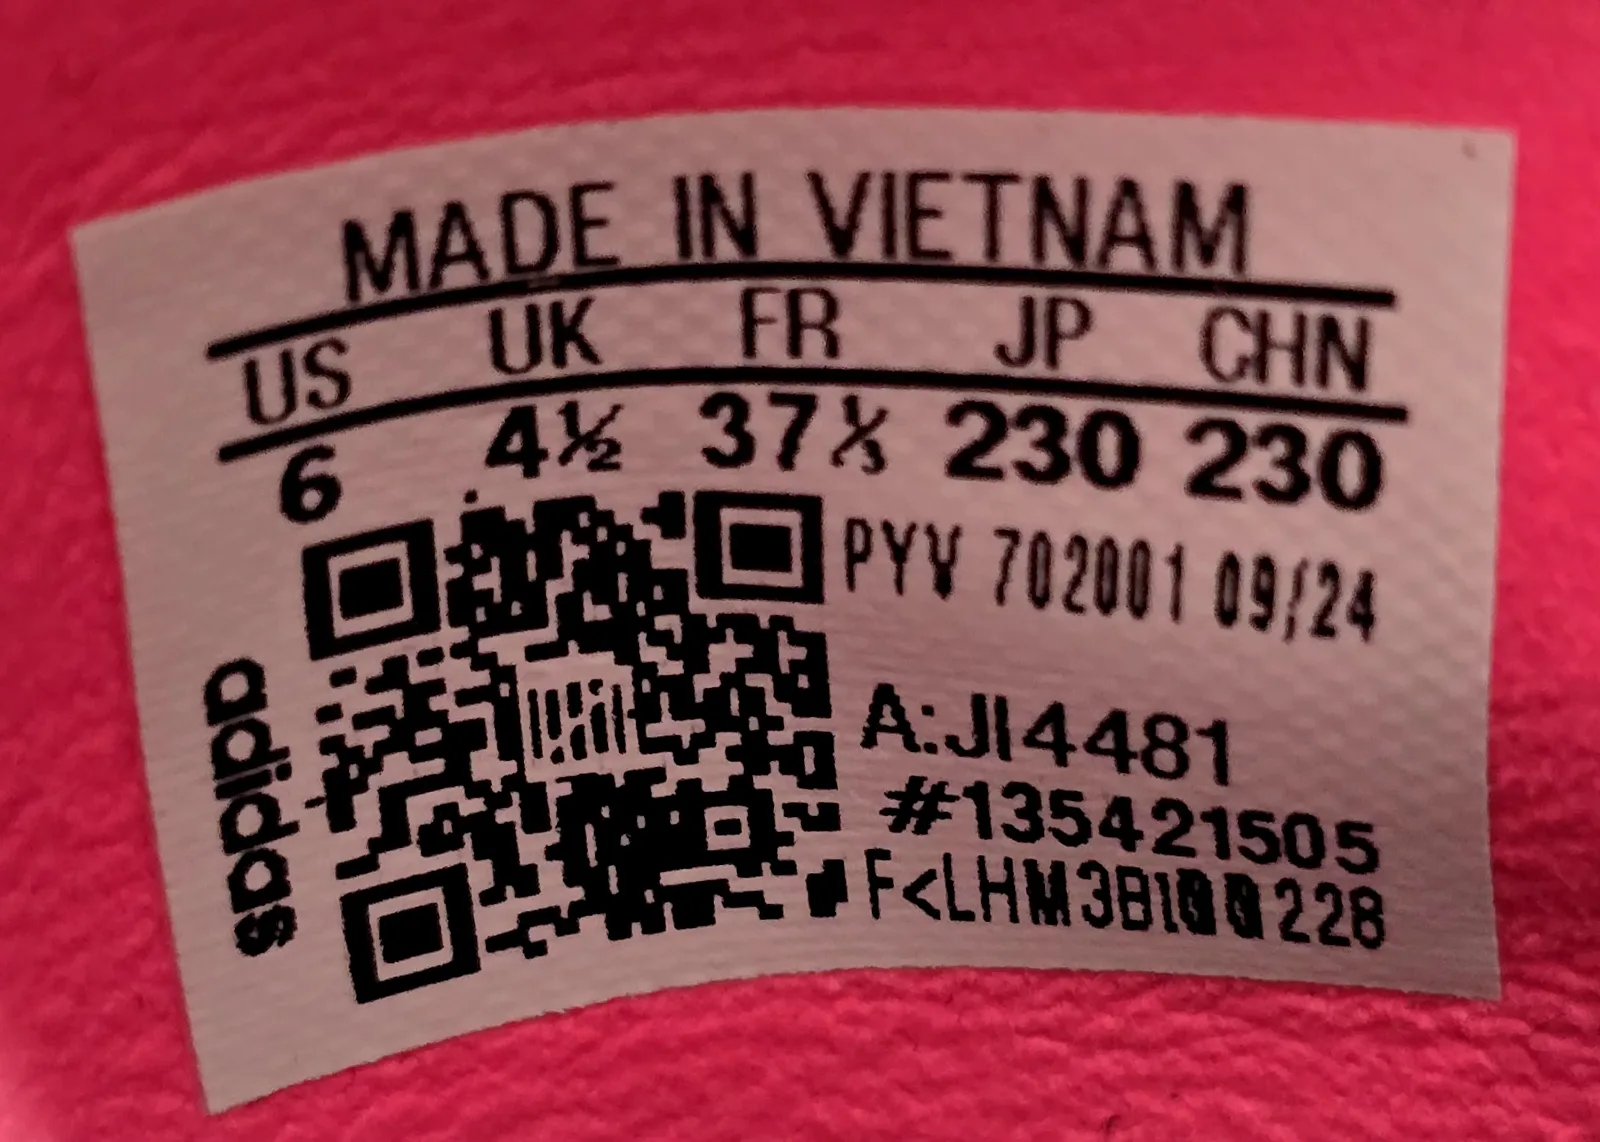 MADE IN VIETNAM
US UK FR JP CHN
6 4½ 37⅓ 230 230
PYV 702001 09/24
adidas
A:JI4481
#135421505